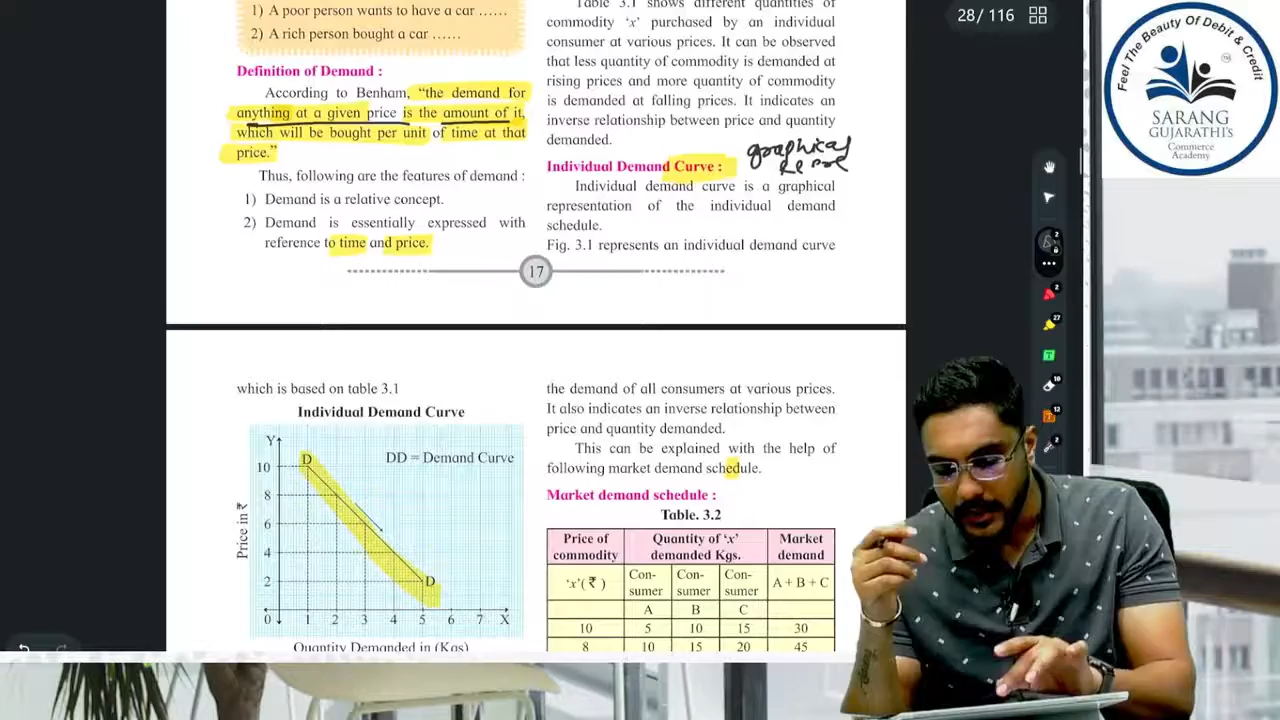 1) A poor person wants to have a car ……
2) A rich person bought a car ……
Definition of Demand :
According to Benham, “the demand for
anything at a given price is the amount of it,
which will be bought per unit of time at that
price.”
Thus, following are the features of demand :
1) Demand is a relative concept.
2) Demand is essentially expressed with
reference to time and price.
Table 3.1 shows different quantities of
commodity ‘x’ purchased by an individual
consumer at various prices. It can be observed
that less quantity of commodity is demanded at
rising prices and more quantity of commodity
is demanded at falling prices. It indicates an
inverse relationship between price and quantity
demanded.
graphical
Individual Demand Curve :
Individual demand curve is a graphical
representation of the individual demand
schedule.
Fig. 3.1 represents an individual demand curve
17
which is based on table 3.1
Individual Demand Curve
Y
DD = Demand Curve
D
10
8
6
4
2
D
0 1 2 3 4 5 6 7 X
Price in ₹
Quantity Demanded in (Kgs)
the demand of all consumers at various prices.
It also indicates an inverse relationship between
price and quantity demanded.
This can be explained with the help of
following market demand schedule.
Market demand schedule :
Table. 3.2
Price of Quantity of ‘x’ Market
commodity demanded Kgs. demand
‘x’ (₹) Con- Con- Con- A + B + C
sumer sumer sumer
A B C
10 5 10 15 30
8 10 15 20 45
28 / 116
Feel The Beauty Of Debit & Credit
TM
SARANG
GUJARATHI'S
Commerce
Academy
2
2
27
T
10
12
2